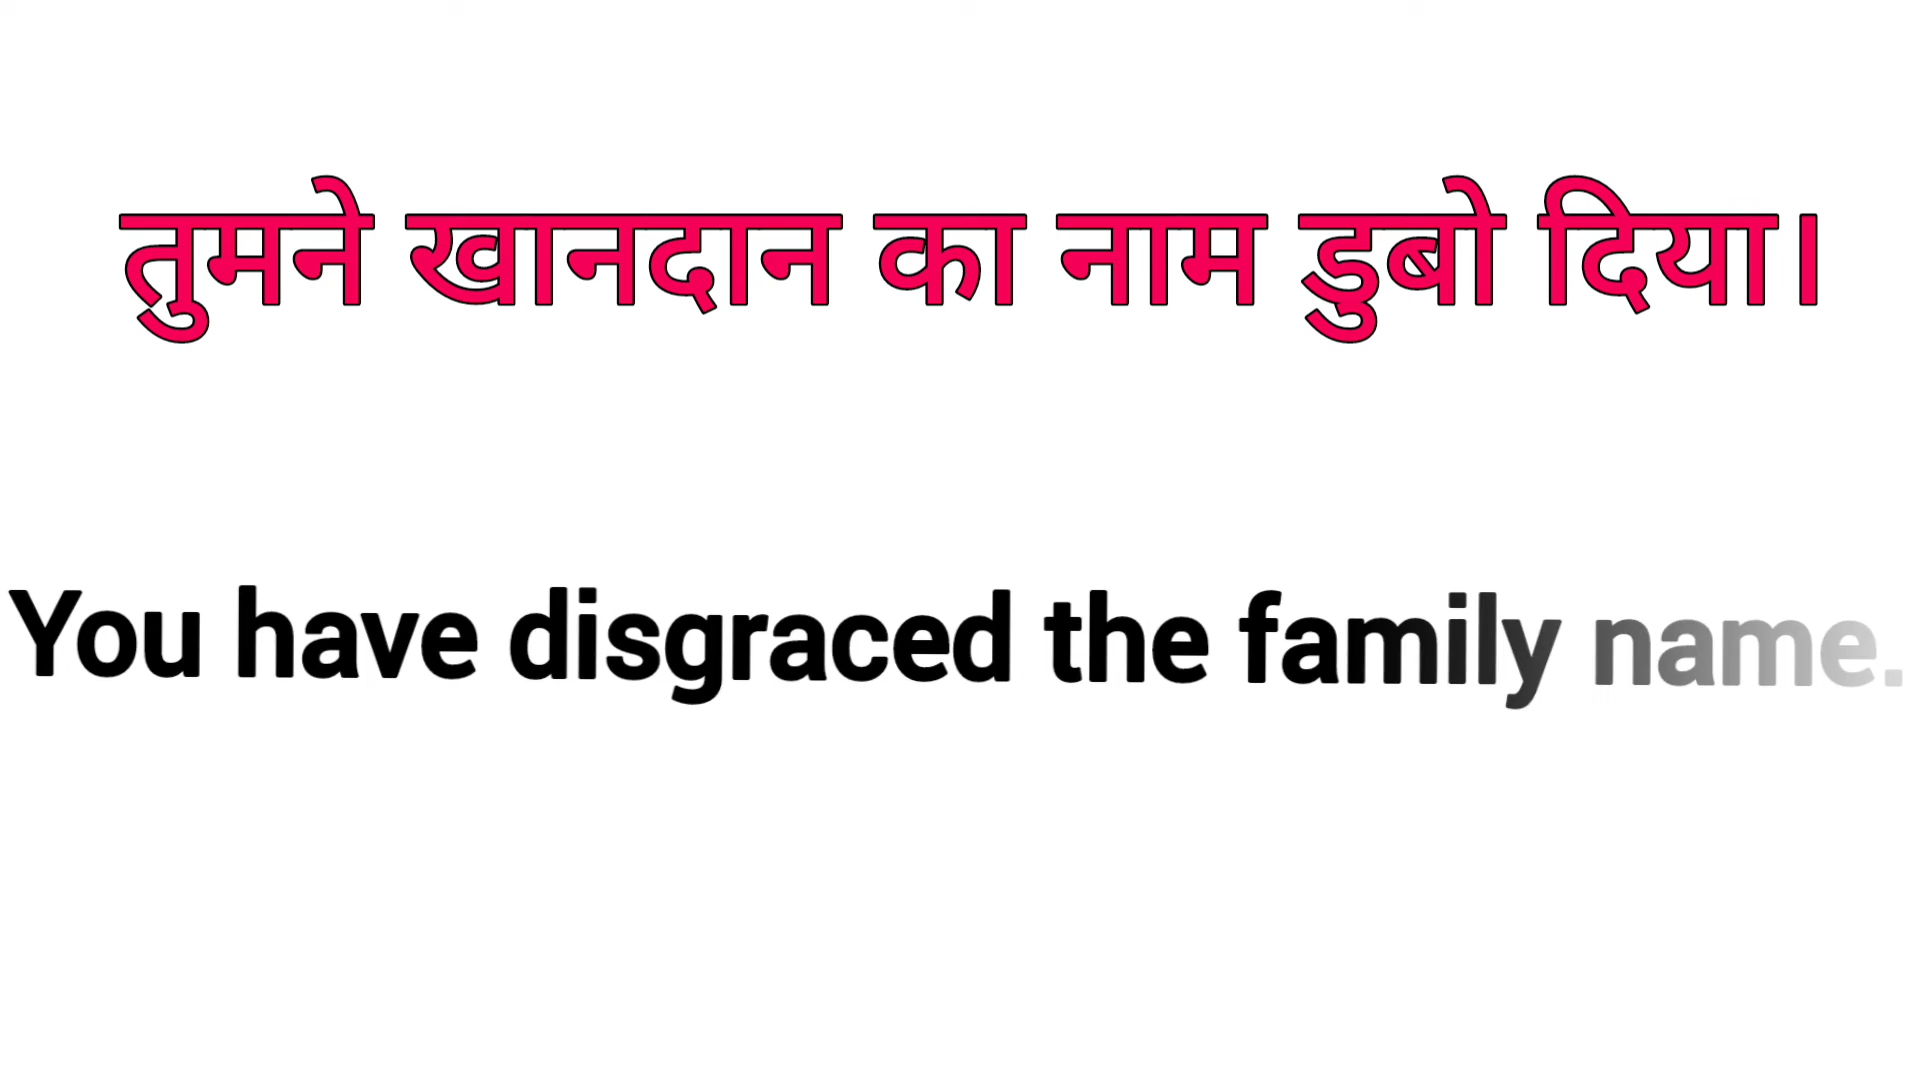 तुमने खानदान का नाम डुबो दिया।
You have disgraced the family name.